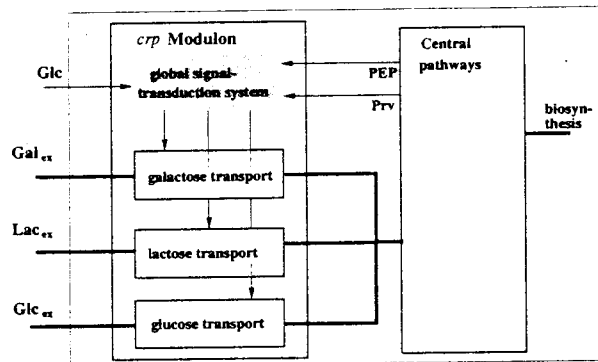 crp Modulon
Central
pathways
Glc
global signal-
transduction system
PEP
Prv
biosyn-
thesis
Gal ex
galactose transport
Lac ex
lactose transport
Glc ex
glucose transport